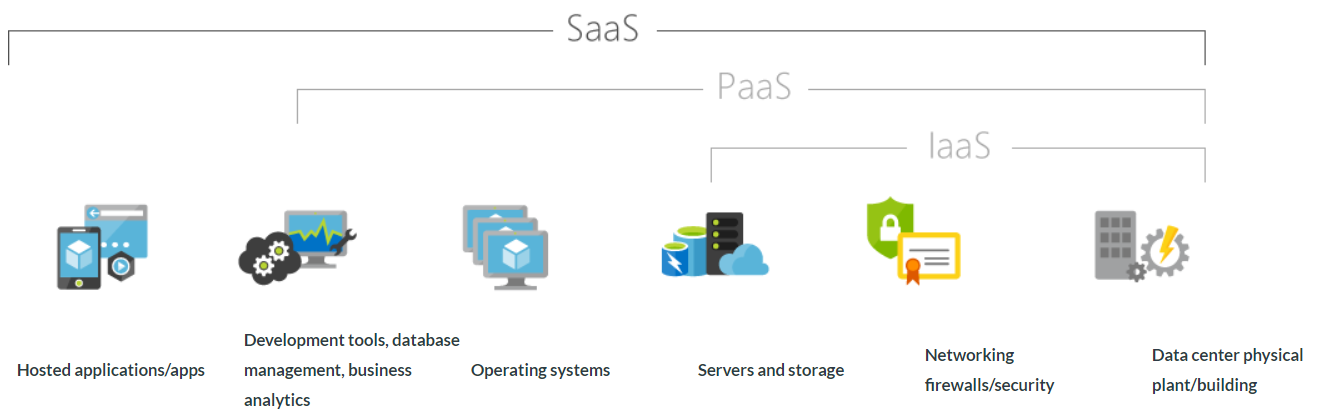 SaaS
PaaS
IaaS
Hosted applications/apps
Development tools, database
management, business
analytics
Operating systems
Servers and storage
Networking
firewalls/security
Data center physical
plant/building